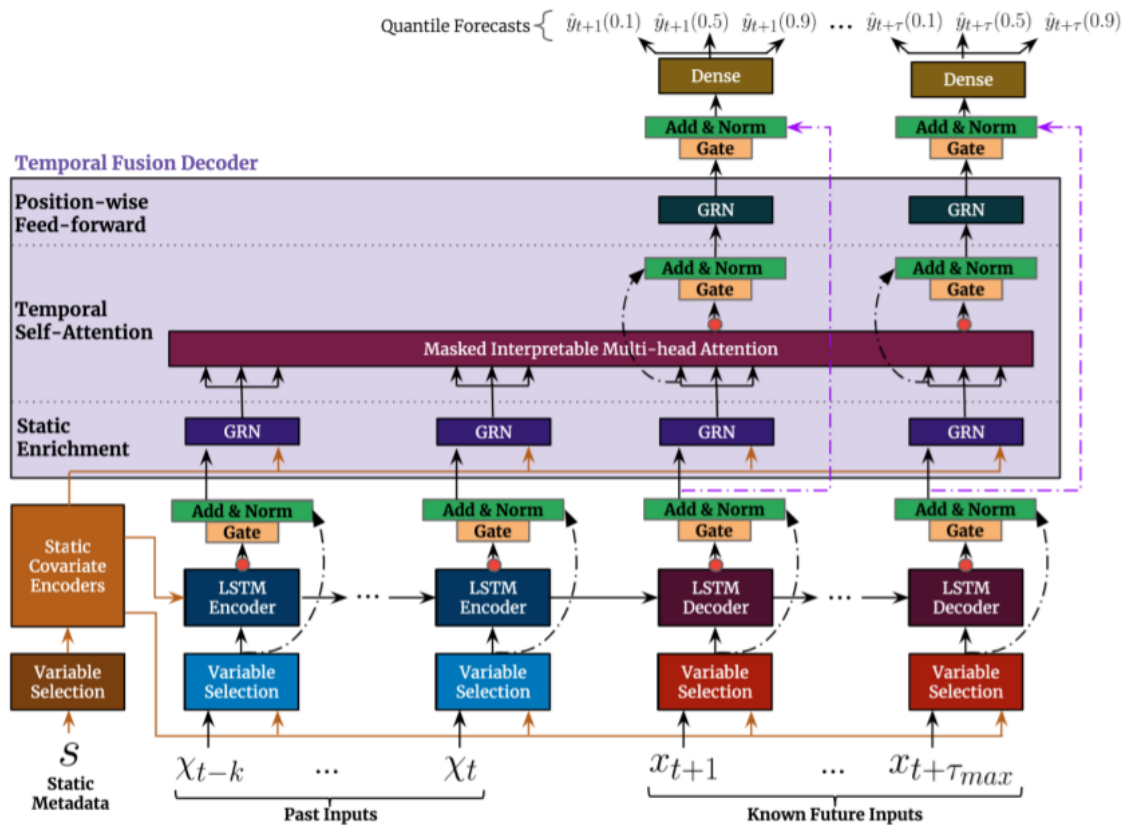 Quantile Forecasts { ŷt+1(0.1) ŷt+1(0.5) ŷt+1(0.9) ... ŷt+τ(0.1) ŷt+τ(0.5) ŷt+τ(0.9)
Dense Dense
Add & Norm Add & Norm
Gate Gate
Temporal Fusion Decoder
Position-wise
Feed-forward
GRN GRN
Add & Norm Add & Norm
Gate Gate
Temporal
Self-Attention
Masked Interpretable Multi-head Attention
Static
Enrichment
GRN GRN GRN GRN
Add & Norm Add & Norm Add & Norm Add & Norm
Gate Gate Gate Gate
Static
Covariate
Encoders
LSTM
Encoder
...
LSTM
Encoder
LSTM
Decoder
...
LSTM
Decoder
Variable
Selection
Variable
Selection
Variable
Selection
Variable
Selection
Variable
Selection
s
Static
Metadata
χt−k ... χt xt+1 ... xt+τmax
Past Inputs Known Future Inputs